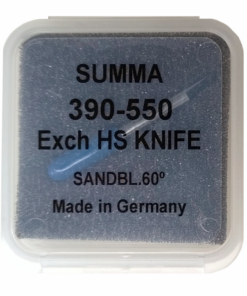 SUMMA
390-550
Exch HS KNIFE
SANDBL.60º
Made in Germany